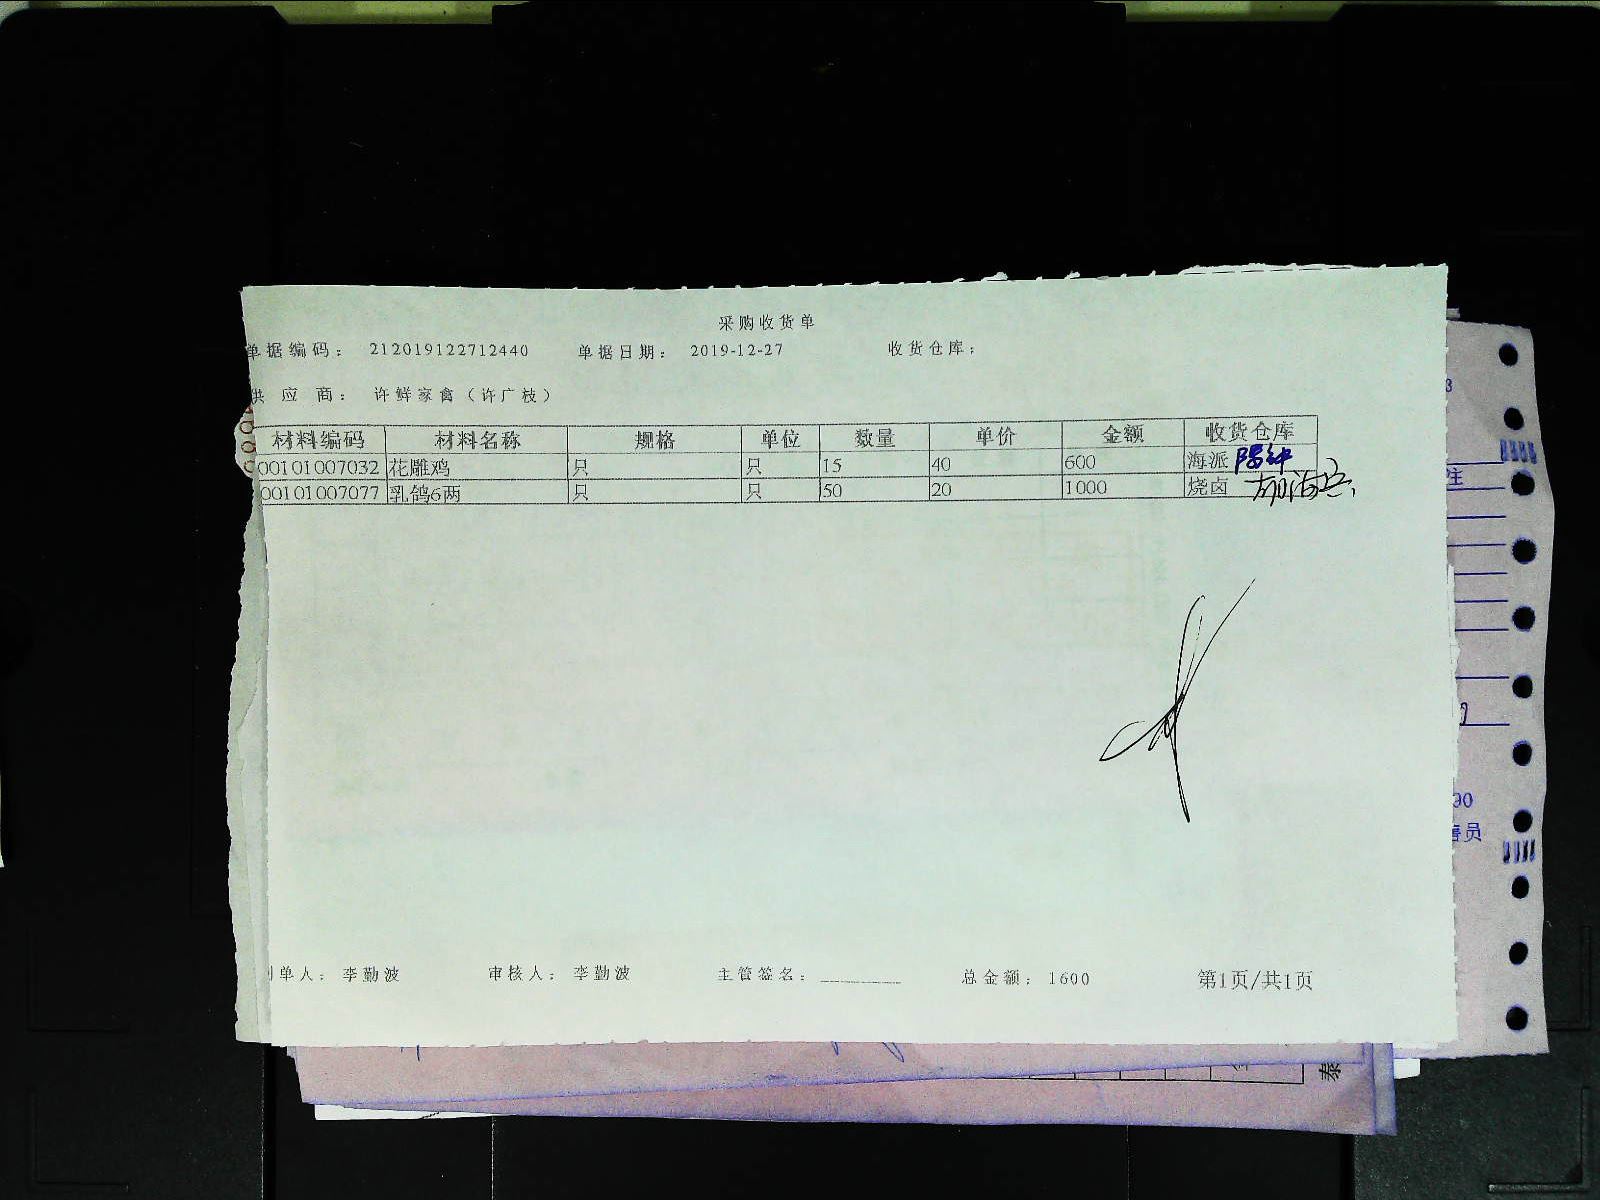 采购收货单
单据编码： 212019122712440 单据日期： 2019-12-27 收货仓库：
供应商： 许鲜家禽（许广枝）
材料编码 材料名称 规格 单位 数量 单价 金额 收货仓库
00101007032 花雕鸡 只 只 15 40 600 海派
00101007077 乳鸽6两 只 只 50 20 1000 烧卤
制单人： 李勤波 审核人： 李勤波 主管签名： 总金额： 1600 第1页/共1页
注
90
员
泰